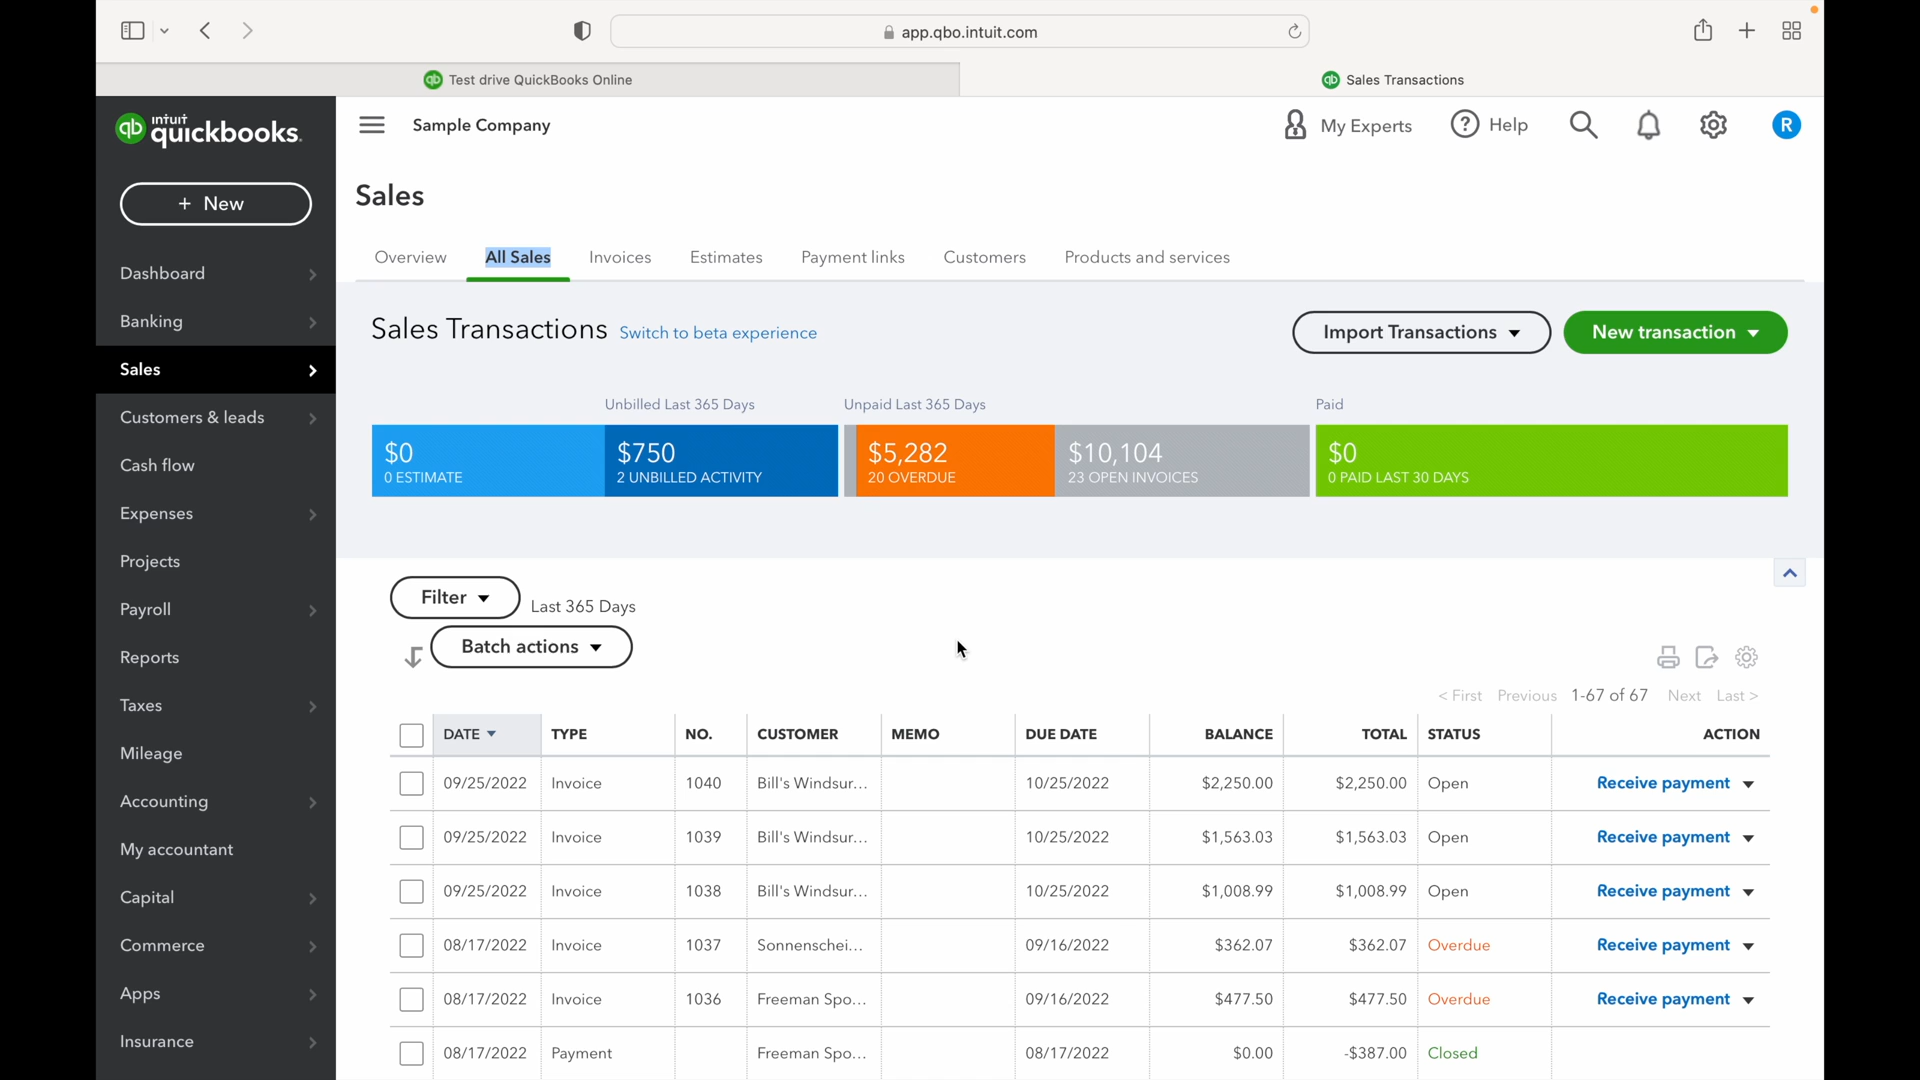 app.qbo.intuit.com
qb Test drive QuickBooks Online
qb Sales Transactions
qb intuit quickbooks.
Sample Company
My Experts
? Help
R
+ New
Sales
Overview
All Sales
Invoices
Estimates
Payment links
Customers
Products and services
Dashboard
Banking
Sales
Customers & leads
Cash flow
Expenses
Projects
Payroll
Reports
Taxes
Mileage
Accounting
My accountant
Capital
Commerce
Apps
Insurance
Sales Transactions Switch to beta experience
Import Transactions
New transaction
Unbilled Last 365 Days
Unpaid Last 365 Days
Paid
$0
0 ESTIMATE
$750
2 UNBILLED ACTIVITY
$5,282
20 OVERDUE
$10,104
23 OPEN INVOICES
$0
0 PAID LAST 30 DAYS
Filter
Last 365 Days
Batch actions
< First Previous 1-67 of 67 Next Last >
DATE TYPE NO. CUSTOMER MEMO DUE DATE BALANCE TOTAL STATUS ACTION
09/25/2022 Invoice 1040 Bill's Windsur... 10/25/2022 $2,250.00 $2,250.00 Open Receive payment
09/25/2022 Invoice 1039 Bill's Windsur... 10/25/2022 $1,563.03 $1,563.03 Open Receive payment
09/25/2022 Invoice 1038 Bill's Windsur... 10/25/2022 $1,008.99 $1,008.99 Open Receive payment
08/17/2022 Invoice 1037 Sonnenschei... 09/16/2022 $362.07 $362.07 Overdue Receive payment
08/17/2022 Invoice 1036 Freeman Spo... 09/16/2022 $477.50 $477.50 Overdue Receive payment
08/17/2022 Payment Freeman Spo... 08/17/2022 $0.00 -$387.00 Closed